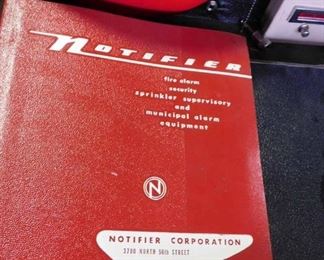 NOTIFIER
fire alarm
security
sprinkler supervisory
and
municipal alarm
equipment
N
NOTIFIER CORPORATION
3700 NORTH 56th STREET